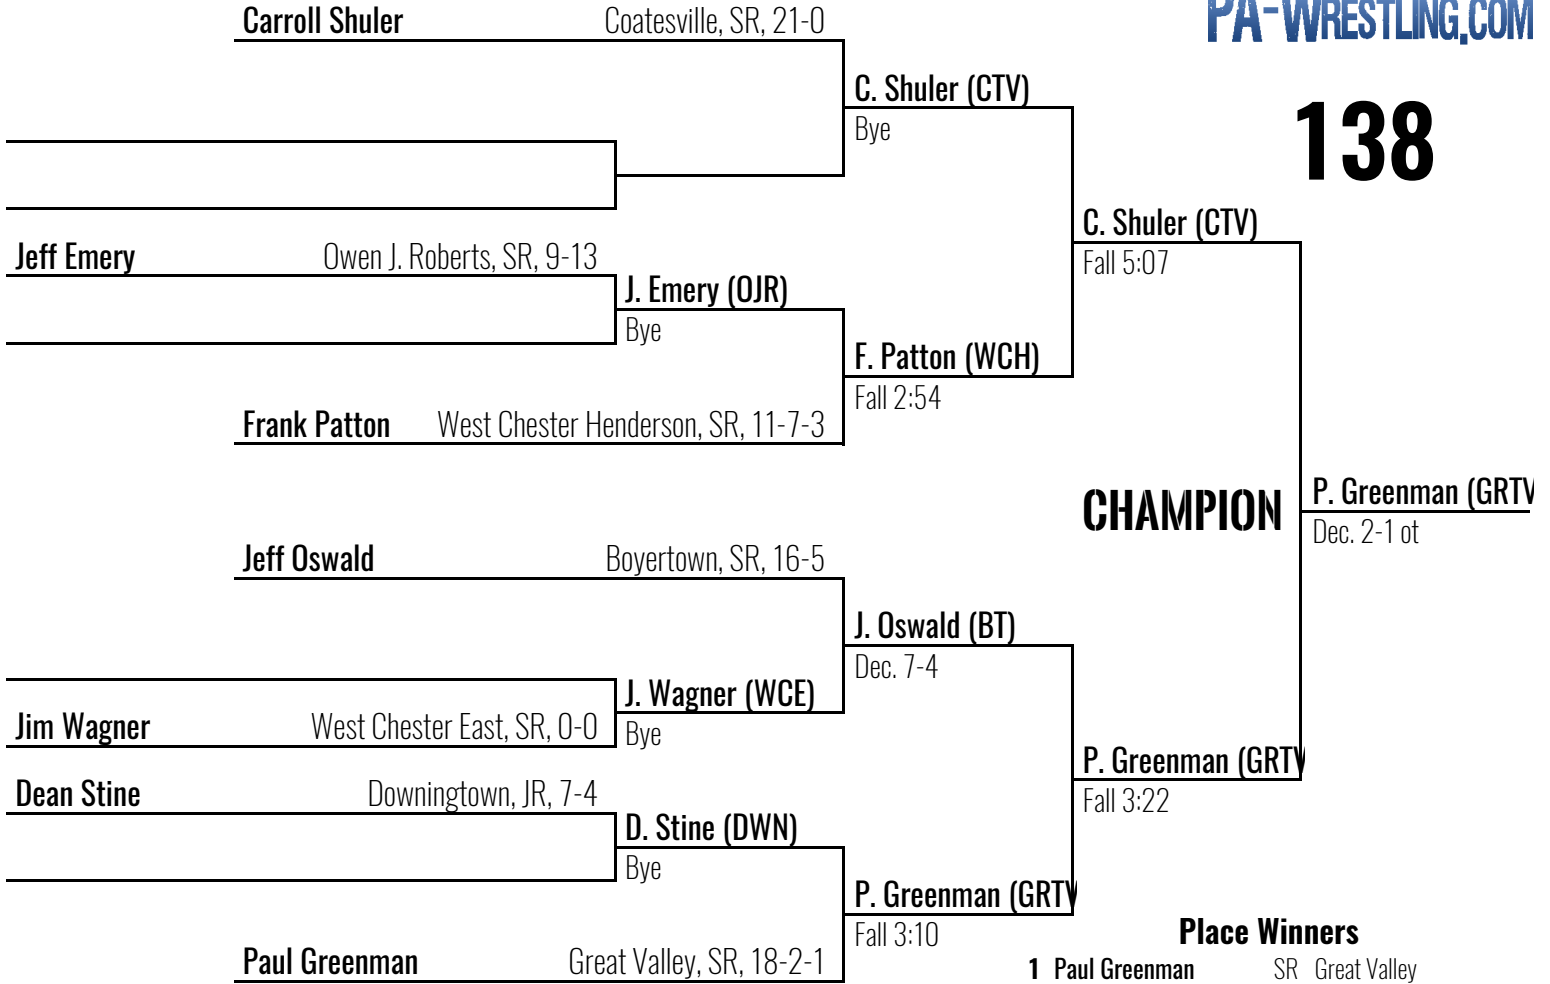 Carroll Shuler Coatesville, SR, 21-0
PA-WRESTLING.COM
C. Shuler (CTV)
Bye
138
C. Shuler (CTV)
Fall 5:07
Jeff Emery Owen J. Roberts, SR, 9-13
J. Emery (OJR)
Bye
F. Patton (WCH)
Fall 2:54
Frank Patton West Chester Henderson, SR, 11-7-3
CHAMPION
P. Greenman (GRTV
Dec. 2-1 ot
Jeff Oswald Boyertown, SR, 16-5
J. Oswald (BT)
Dec. 7-4
J. Wagner (WCE)
Bye
Jim Wagner West Chester East, SR, 0-0
P. Greenman (GRTV
Fall 3:22
Dean Stine Downingtown, JR, 7-4
D. Stine (DWN)
Bye
P. Greenman (GRTV
Fall 3:10
Paul Greenman Great Valley, SR, 18-2-1
Place Winners
1 Paul Greenman SR Great Valley